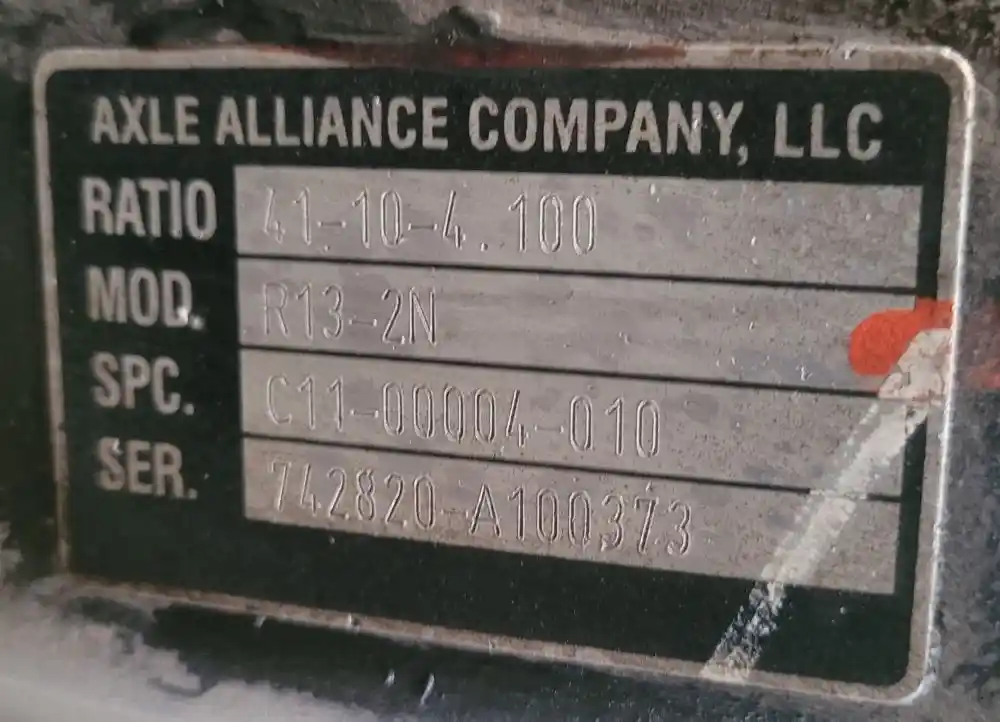 AXLE ALLIANCE COMPANY, LLC
RATIO 41-10-4.100
MOD. R13-2N
SPC. C11-00004-010
SER. 742820-A100373